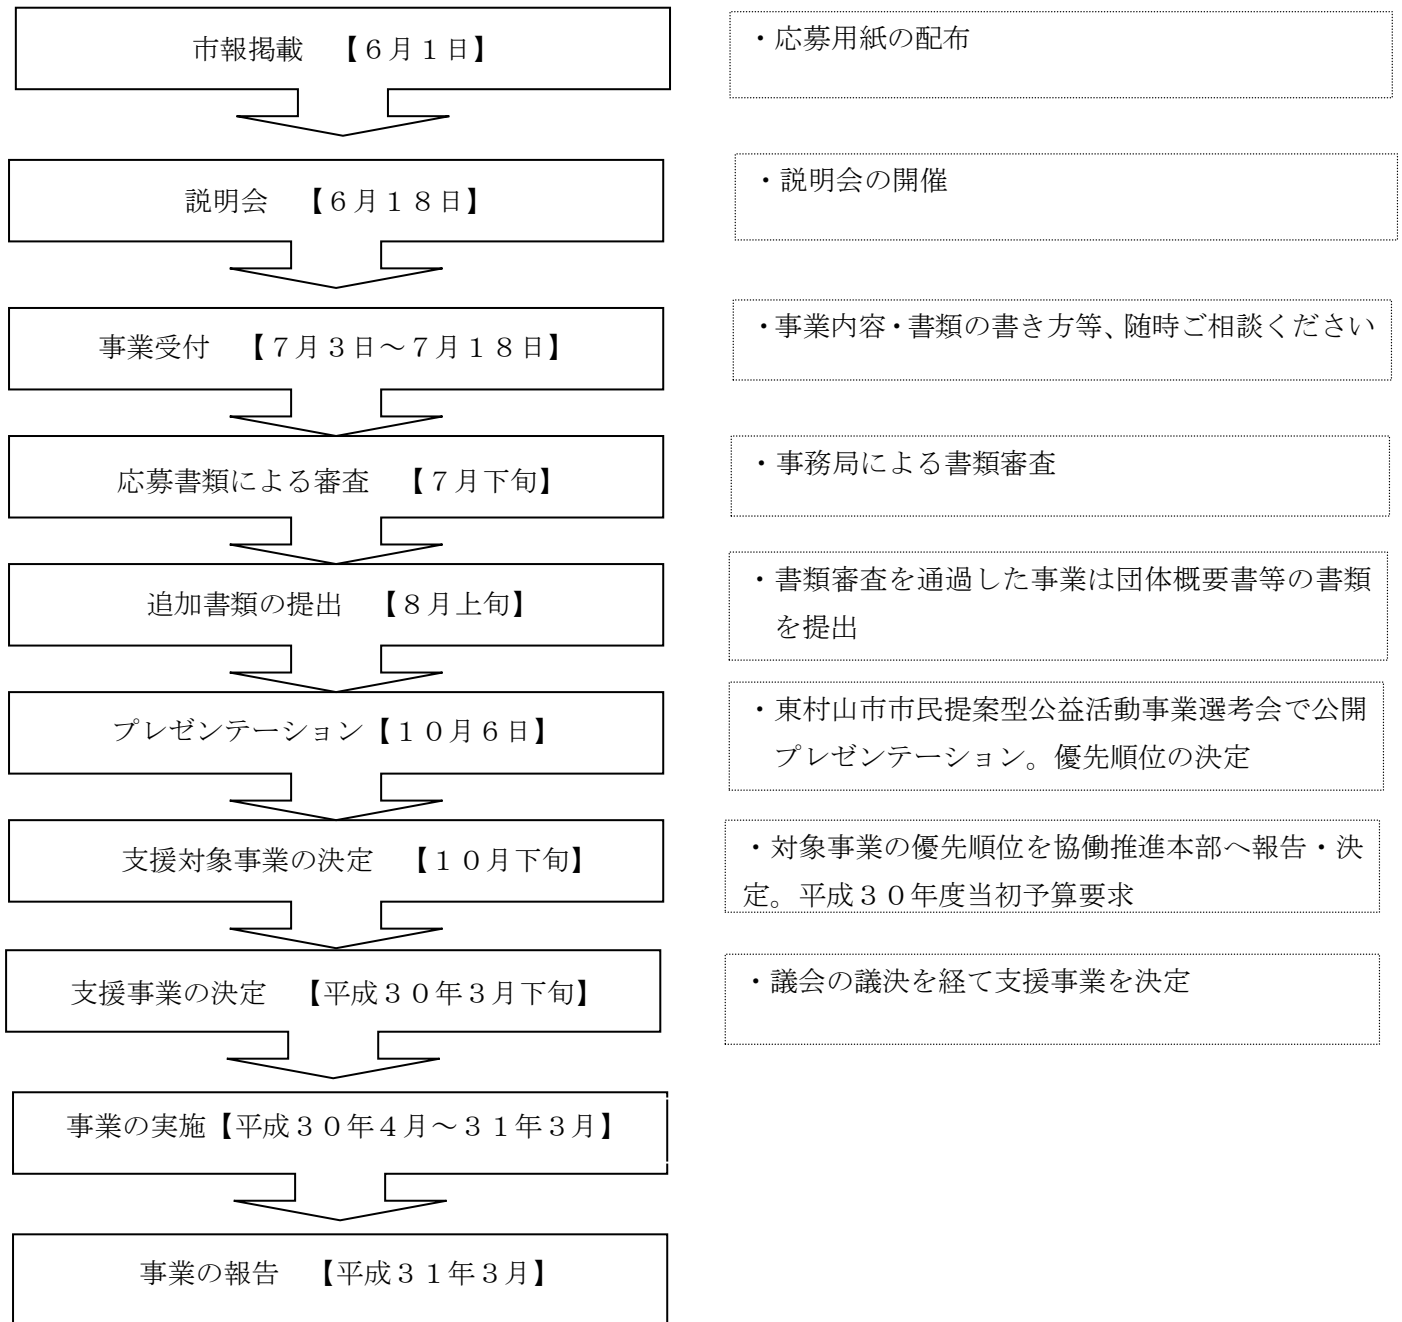 市報掲載　【６月１日】
・応募用紙の配布
説明会　【６月１８日】
・説明会の開催
事業受付　【７月３日～７月１８日】
・事業内容・書類の書き方等、随時ご相談ください
応募書類による審査　【７月下旬】
・事務局による書類審査
追加書類の提出　【８月上旬】
・書類審査を通過した事業は団体概要書等の書類
を提出
プレゼンテーション【１０月６日】
・東村山市市民提案型公益活動事業選考会で公開
プレゼンテーション。優先順位の決定
支援対象事業の決定　【１０月下旬】
・対象事業の優先順位を協働推進本部へ報告・決
定。平成３０年度当初予算要求
支援事業の決定　【平成３０年３月下旬】
・議会の議決を経て支援事業を決定
事業の実施【平成３０年４月～３１年３月】
事業の報告　【平成３１年３月】